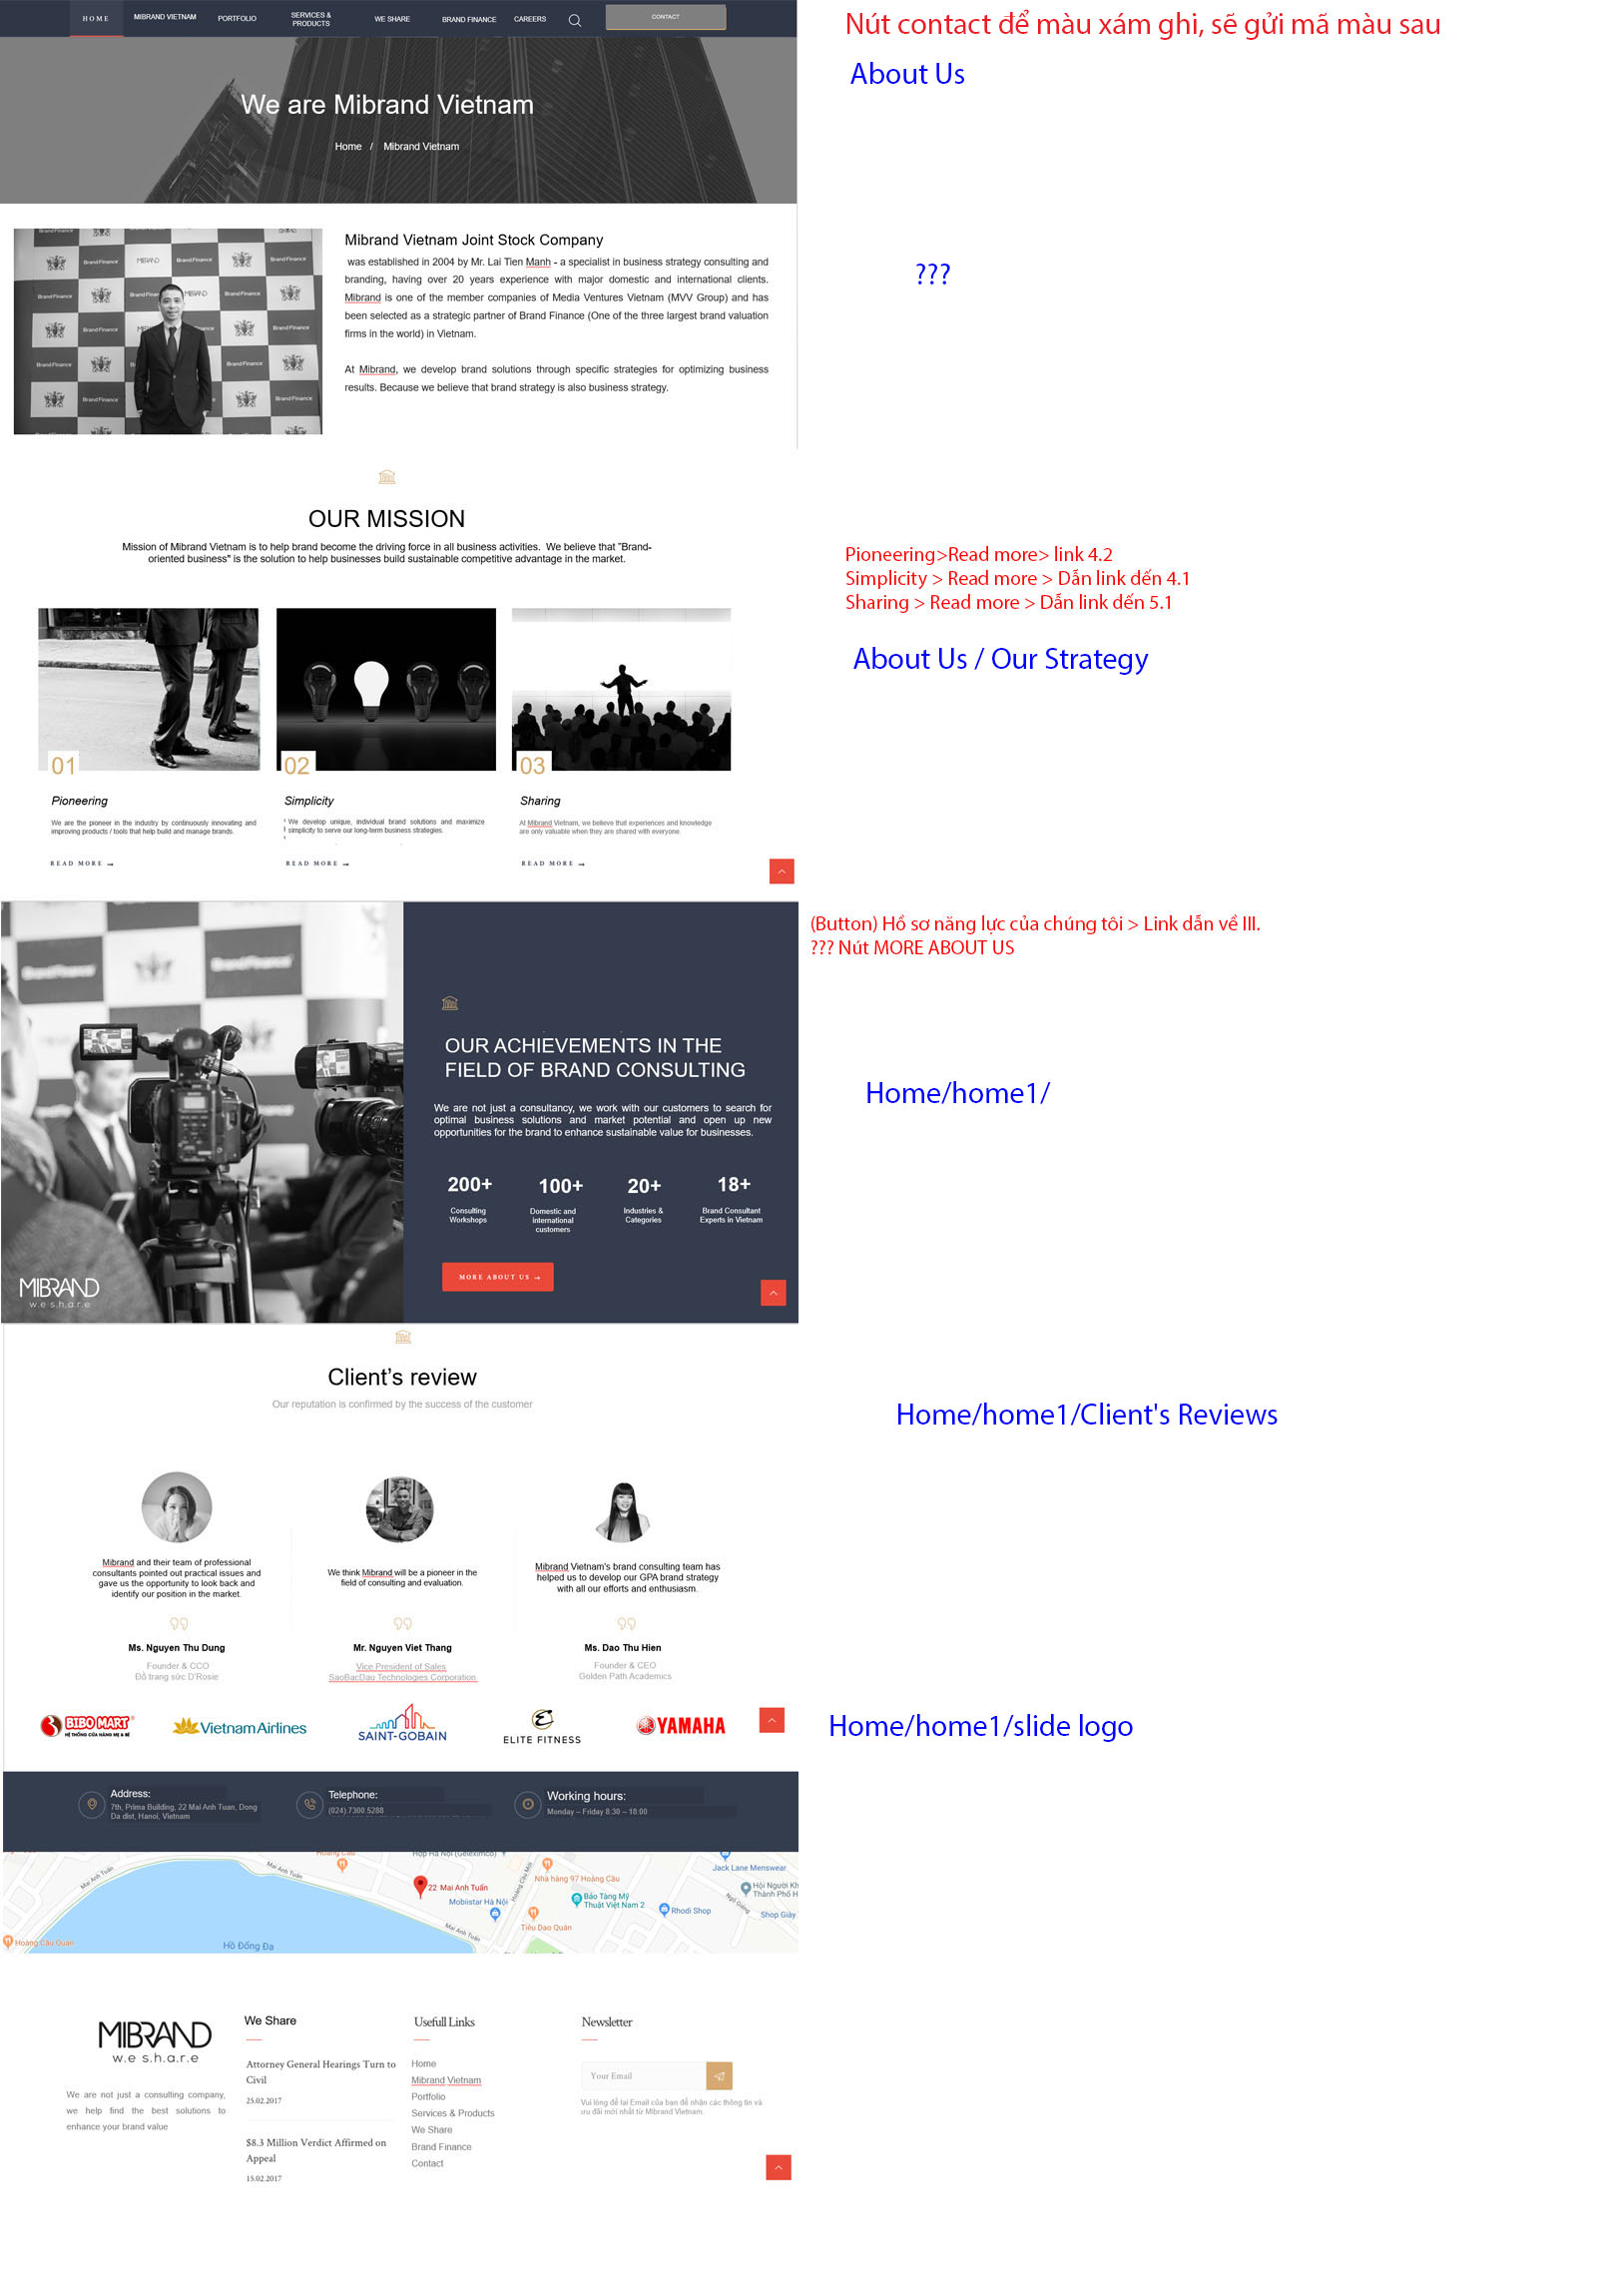 HOME
MIBRAND VIETNAM
PORTFOLIO
SERVICES &
PRODUCTS
WE SHARE
BRAND FINANCE
CAREERS
CONTACT
Nút contact để màu xám ghi, sẽ gửi mã màu sau
About Us
We are Mibrand Vietnam
Home / Mibrand Vietnam
Mibrand Vietnam Joint Stock Company
was established in 2004 by Mr. Lai Tien Manh - a specialist in business strategy consulting and
branding, having over 20 years experience with major domestic and international clients.
Mibrand is one of the member companies of Media Ventures Vietnam (MVV Group) and has
been selected as a strategic partner of Brand Finance (One of the three largest brand valuation
firms in the world) in Vietnam.
At Mibrand, we develop brand solutions through specific strategies for optimizing business
results. Because we believe that brand strategy is also business strategy.
???
OUR MISSION
Mission of Mibrand Vietnam is to help brand become the driving force in all business activities. We believe that "Brand-
oriented business" is the solution to help businesses build sustainable competitive advantage in the market.
Pioneering>Read more> link 4.2
Simplicity > Read more > Dẫn link dến 4.1
Sharing > Read more > Dẫn link dến 5.1
About Us / Our Strategy
01
Pioneering
We are the pioneer in the industry by continuously innovating and
improving products / tools that help build and manage brands.
READ MORE →
02
Simplicity
We develop unique, individual brand solutions and maximize
simplicity to serve our long-term business strategies.
READ MORE →
03
Sharing
At Mibrand Vietnam, we believe that experiences and knowledge
are only valuable when they are shared with everyone.
READ MORE →
(Button) Hồ sơ năng lực của chúng tôi > Link dẫn về III.
??? Nút MORE ABOUT US
Home/home1/
BrandFinance
MIBRAND
w.e s.h.a.r.e
OUR ACHIEVEMENTS IN THE
FIELD OF BRAND CONSULTING
We are not just a consultancy, we work with our customers to search for
optimal business solutions and market potential and open up new
opportunities for the brand to enhance sustainable value for businesses.
200+
Consulting
Workshops
100+
Domestic and
international
customers
20+
Industries &
Categories
18+
Brand Consultant
Experts in Vietnam
MORE ABOUT US →
Client's review
Our reputation is confirmed by the success of the customer
Home/home1/Client's Reviews
Mibrand and their team of professional
consultants pointed out practical issues and
gave us the opportunity to look back and
identify our position in the market.
Ms. Nguyen Thu Dung
Founder & CCO
Đồ trang sức D'Rosie
We think Mibrand will be a pioneer in the
field of consulting and evaluation.
Mr. Nguyen Viet Thang
Vice President of Sales
SaoBacDau Technologies Corporation
Mibrand Vietnam's brand consulting team has
helped us to develop our GPA brand strategy
with all our efforts and enthusiasm.
Ms. Dao Thu Hien
Founder & CEO
Golden Path Academics
BIBO MART
HỆ THỐNG CỬA HÀNG MẸ & BÉ
Vietnam Airlines
SAINT-GOBAIN
ELITE FITNESS
YAMAHA
Home/home1/slide logo
Address:
7th, Prima Building, 22 Mai Anh Tuan, Dong
Da dist, Hanoi, Vietnam
Telephone:
(024).7300.5288
Working hours:
Monday – Friday 8:30 – 18:00
Hoàng Cầu
Hợp Hà Nội (Geleximco)
Mai Anh Tuấn
Mai Anh Tuấn
22 Mai Anh Tuấn
Mobiistar Hà Nội
Hoàng Cầu Mới
Nhà hàng 97 Hoàng Cầu
Bảo Tàng Mỹ
Thuật Việt Nam 2
Tiêu Dao Quán
Rhodi Shop
Jack Lane Menswear
Hội Người Kh
Thành Phố H
Shop Giày
Mai Anh Tuấn
Hoàng Cầu Quan
Hồ Đống Đa
MIBRAND
w.e s.h.a.r.e
We are not just a consulting company,
we help find the best solutions to
enhance your brand value
We Share
Attorney General Hearings Turn to
Civil
25.02.2017
$8.3 Million Verdict Affirmed on
Appeal
15.02.2017
Usefull Links
Home
Mibrand Vietnam
Portfolio
Services & Products
We Share
Brand Finance
Contact
Newsletter
Your Email
Vui lòng để lại Email của bạn để nhận các thông tin và
ưu đãi mới nhất từ Mibrand Vietnam.